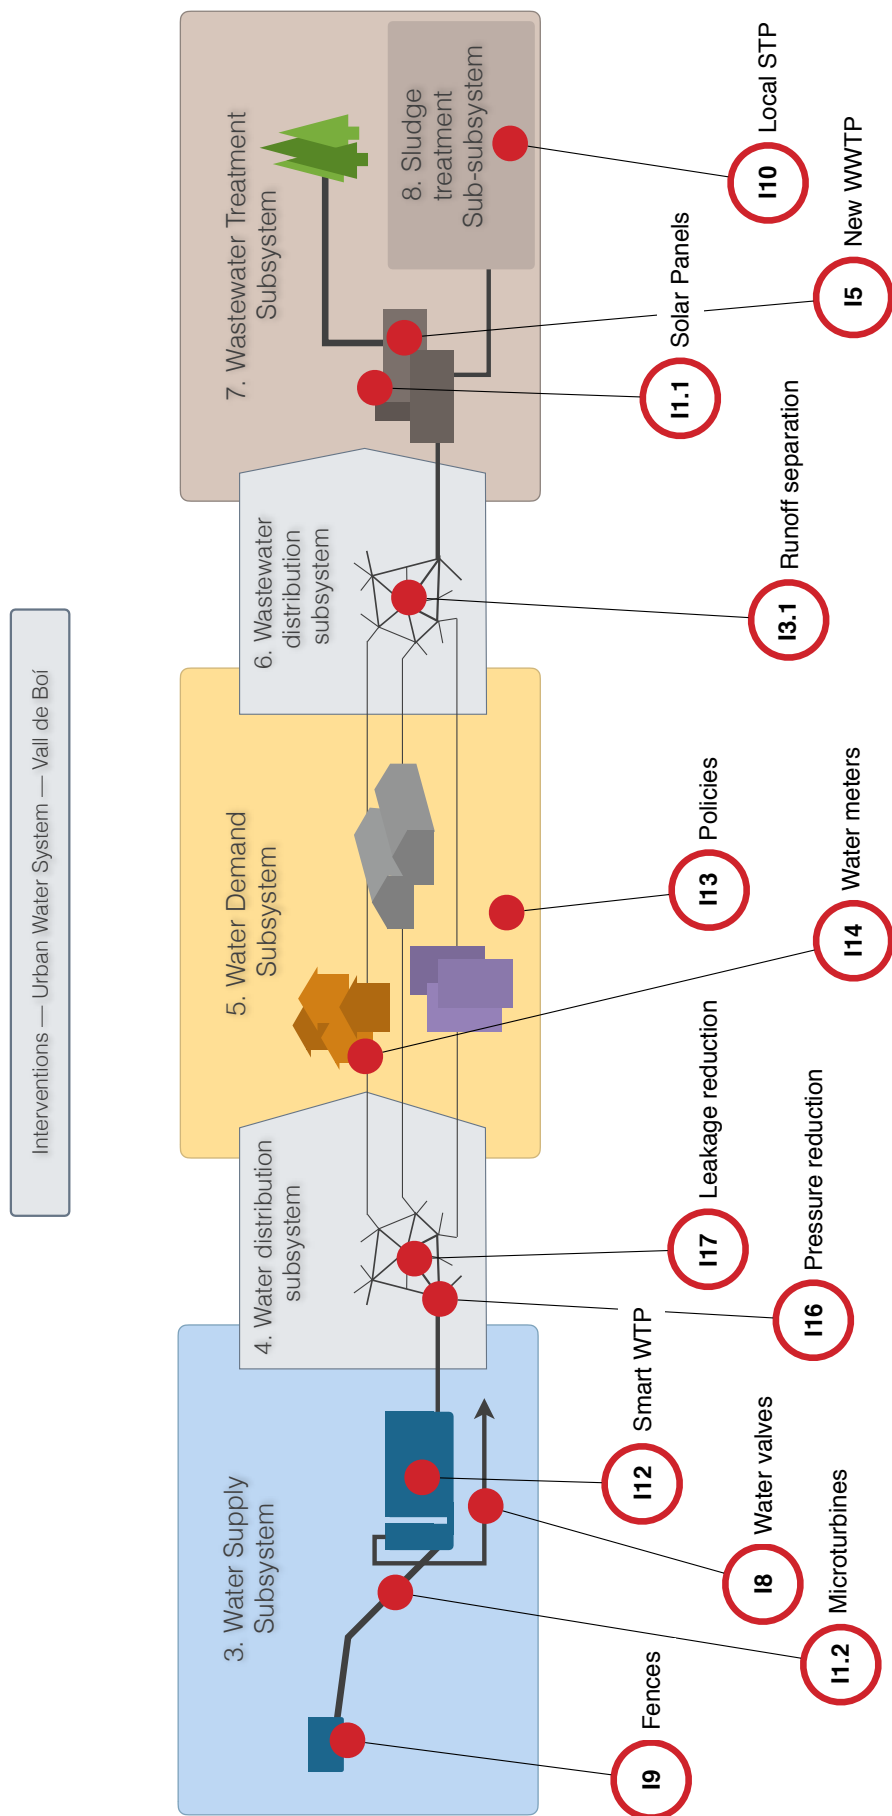 Interventions — Urban Water System — Vall de Boí
3. Water Supply
Subsystem
4. Water distribution
subsystem
5. Water Demand
Subsystem
6. Wastewater
distribution
subsystem
7. Wastewater Treatment
Subsystem
8. Sludge
treatment
Sub-subsystem
I9 Fences
I1.2 Microturbines
I8 Water valves
I12 Smart WTP
I16 Pressure reduction
I17 Leakage reduction
I14 Water meters
I13 Policies
I3.1 Runoff separation
I1.1 Solar Panels
I5 New WWTP
I10 Local STP